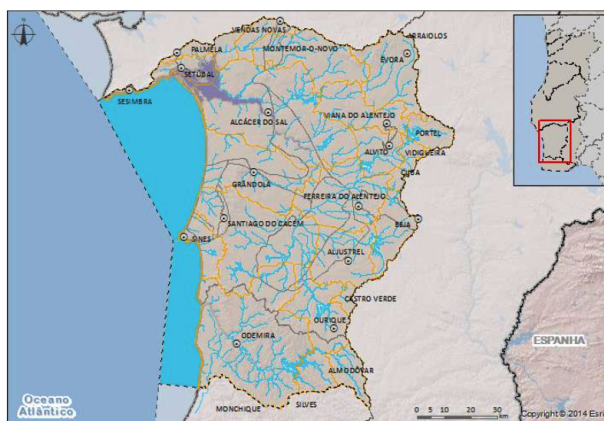 N
VENDAS NOVAS
ARRAIOLOS
PALMELA
MONTEMOR-O-NOVO
ÉVORA
SETÚBAL
SESIMBRA
ALCÁCER DO SAL
VIANA DO ALENTEJO
PORTEL
ALVITO
VIDIGUEIRA
CUBA
GRÂNDOLA
FERREIRA DO ALENTEJO
SANTIAGO DO CACÉM
BEJA
SINES
ALJUSTREL
CASTRO VERDE
OURIQUE
ODEMIRA
ESPANHA
ALMODÔVAR
Oceano
Atlântico
MONCHIQUE
SILVES
0 5 10 20 30
km
Copyright © 2014 Esri